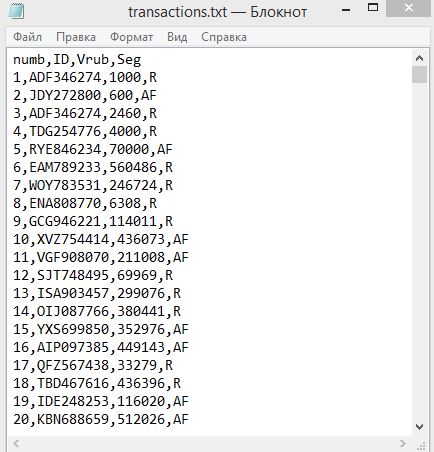 transactions.txt — Блокнот
Файл Правка Формат Вид Справка
numb,ID,Vrub,Seg
1,ADF346274,1000,R
2,JDY272800,600,AF
3,ADF346274,2460,R
4,TDG254776,4000,R
5,RYE846234,70000,AF
6,EAM789233,560486,R
7,WOY783531,246724,R
8,ENA808770,6308,R
9,GCG946221,114011,R
10,XVZ754414,436073,AF
11,VGF908070,211008,AF
12,SJT748495,69969,R
13,ISA903457,299076,R
14,OIJ087766,380441,R
15,YXS699850,352976,AF
16,AIP097385,449143,AF
17,QFZ567438,33279,R
18,TBD467616,436396,R
19,IDE248253,116020,AF
20,KBN688659,512026,AF